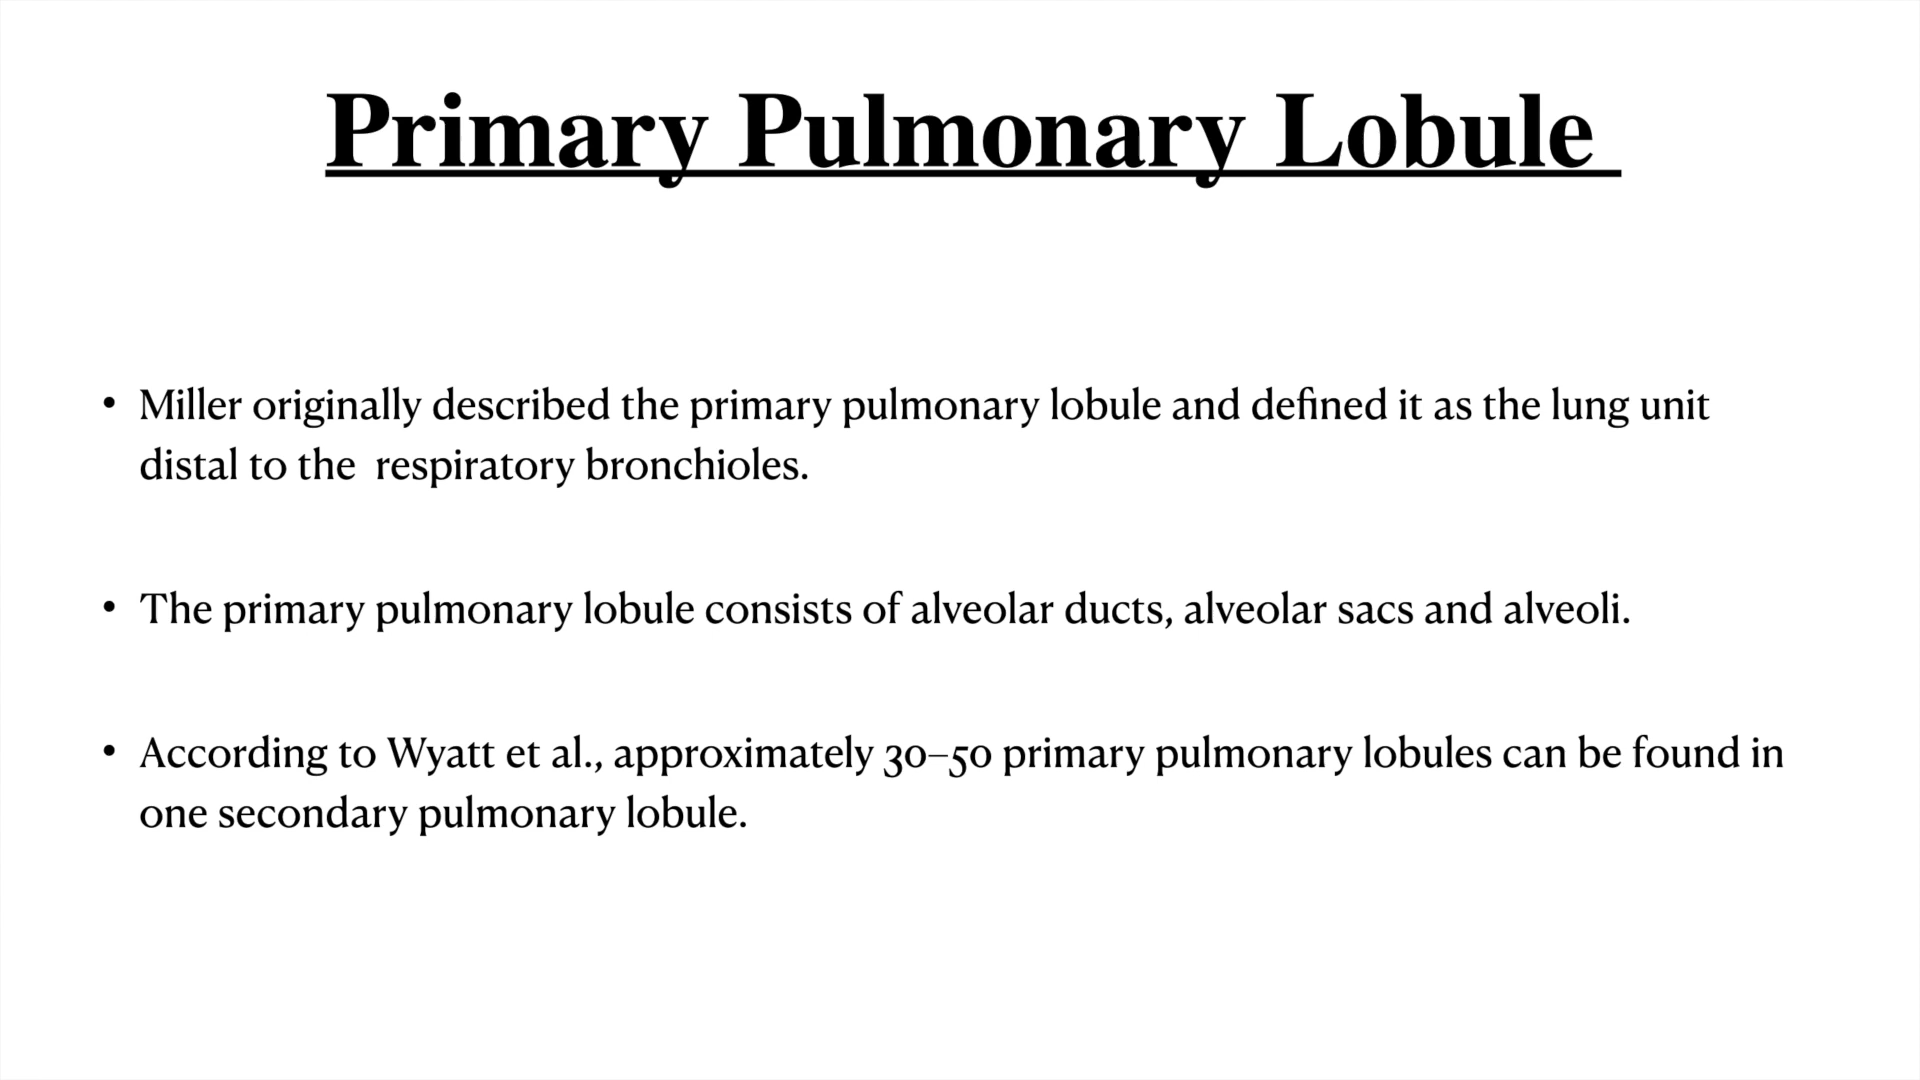 Primary Pulmonary Lobule
• Miller originally described the primary pulmonary lobule and defined it as the lung unit
distal to the  respiratory bronchioles.
• The primary pulmonary lobule consists of alveolar ducts, alveolar sacs and alveoli.
• According to Wyatt et al., approximately 30–50 primary pulmonary lobules can be found in
one secondary pulmonary lobule.